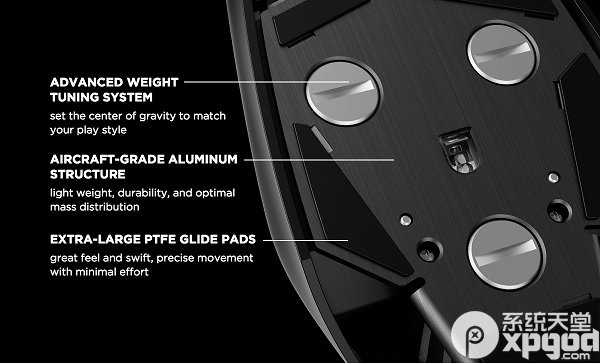 ADVANCED WEIGHT
TUNING SYSTEM
set the center of gravity to match
your play style
AIRCRAFT-GRADE ALUMINUM
STRUCTURE
light weight, durability, and optimal
mass distribution
EXTRA-LARGE PTFE GLIDE PADS
great feel and swift, precise movement
with minimal effort
系统天堂
xpgod.com